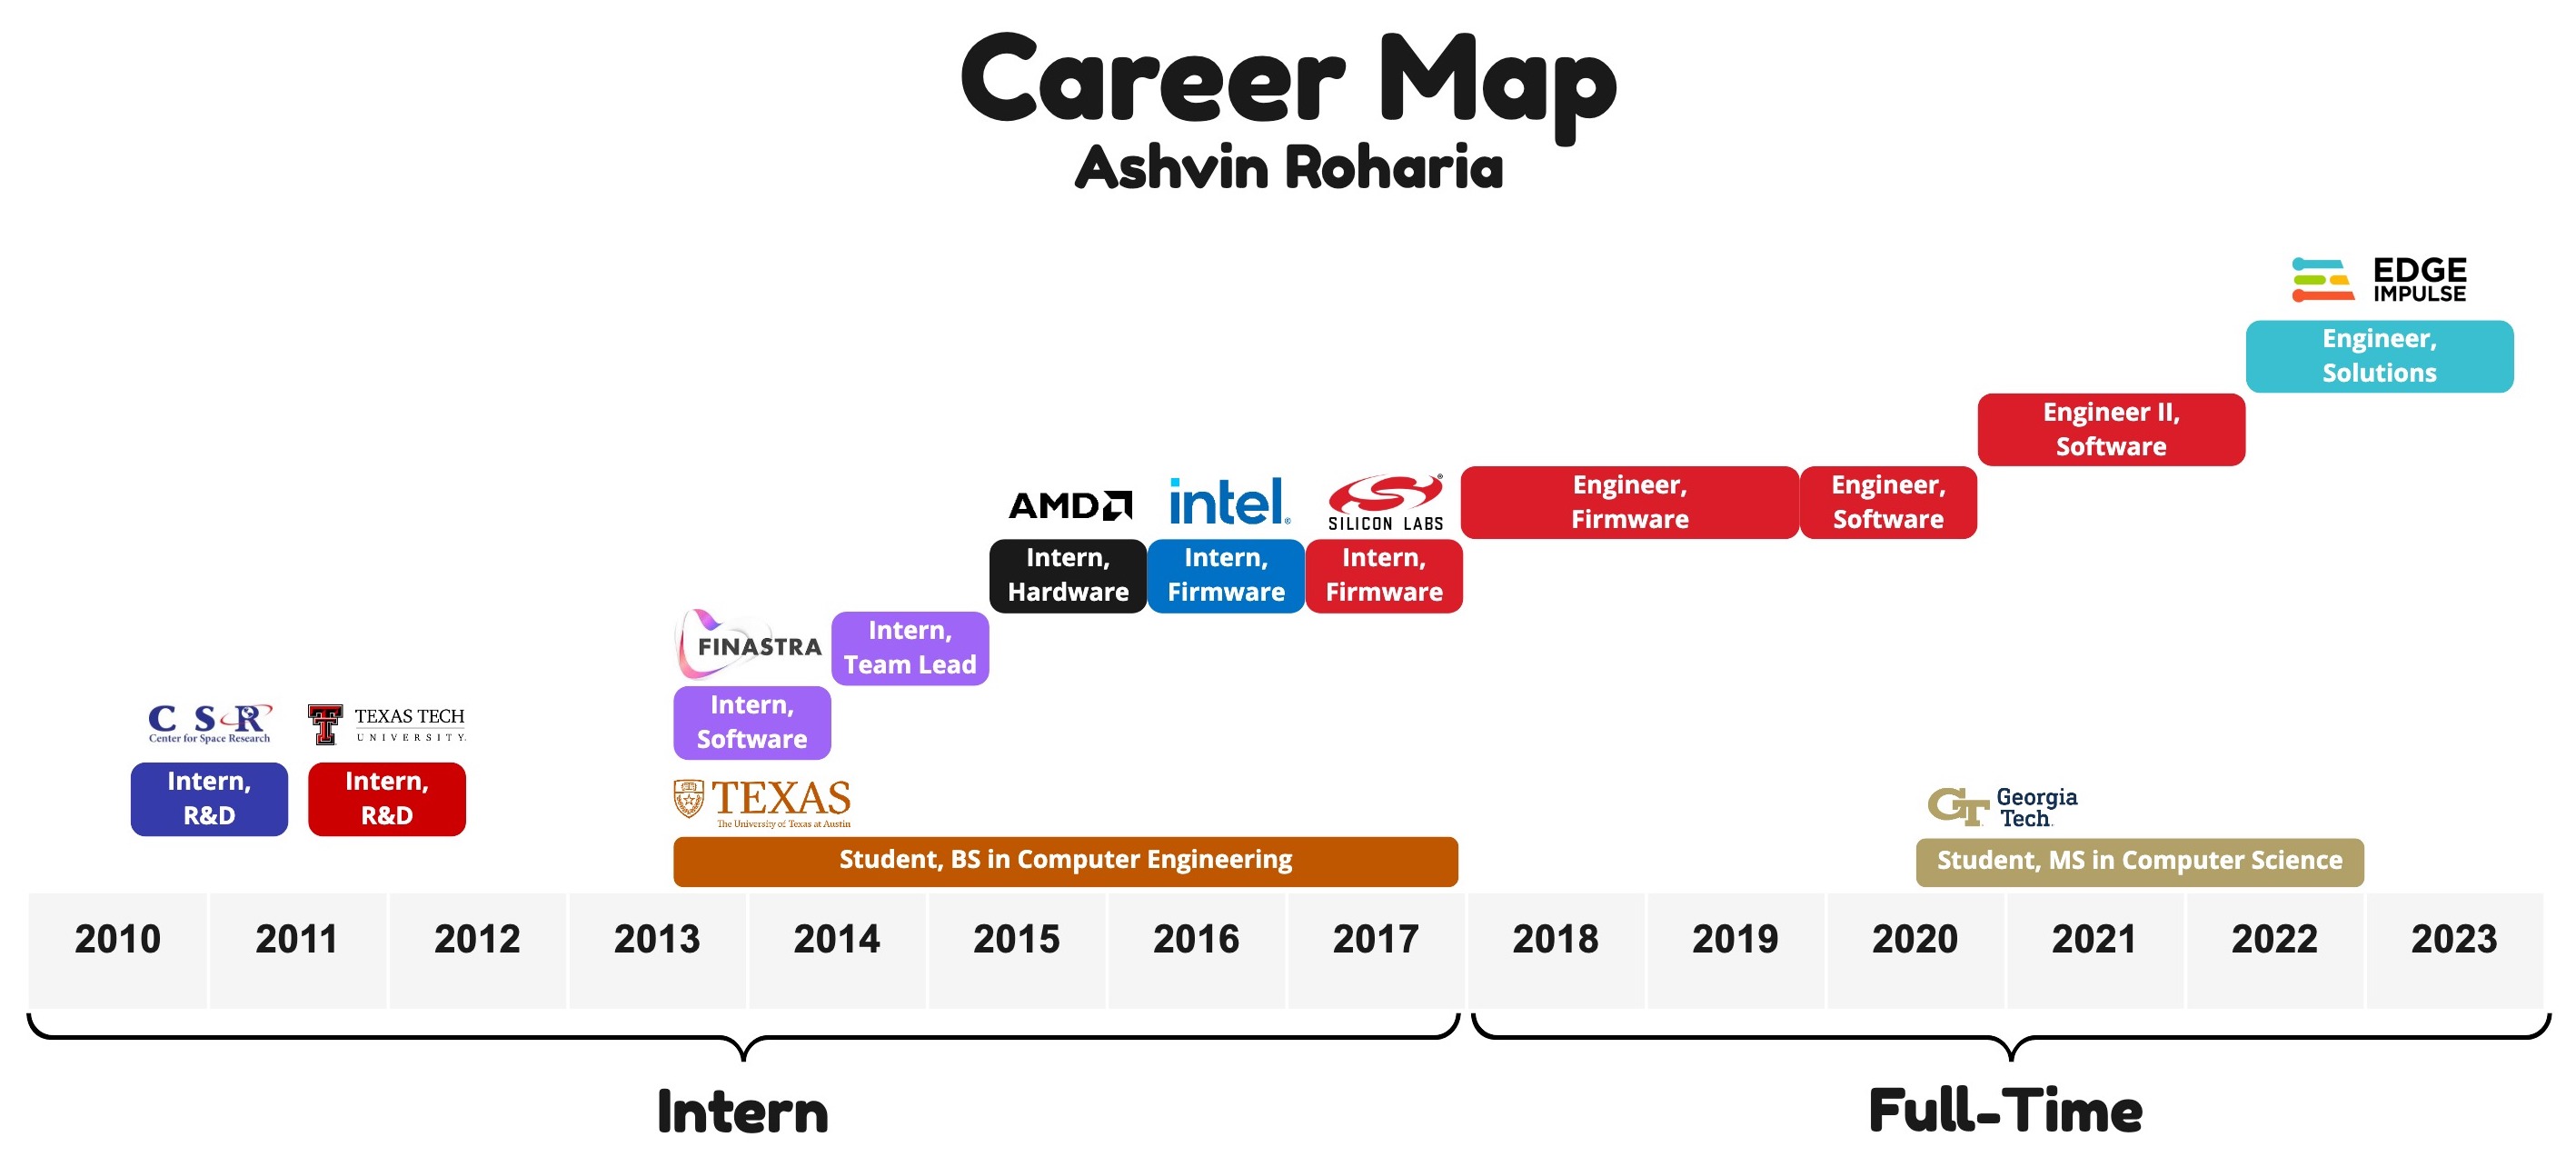 Career Map
Ashvin Roharia
EDGE
IMPULSE
Engineer,
Solutions
Engineer II,
Software
AMD
intel
SILICON LABS
Engineer,
Firmware
Engineer,
Software
Intern,
Hardware
Intern,
Firmware
Intern,
Firmware
FINASTRA
Intern,
Team Lead
Intern,
Software
CSR
Center for Space Research
TEXAS TECH
UNIVERSITY
Intern,
R&D
Intern,
R&D
TEXAS
The University of Texas at Austin
GT
Georgia
Tech
Student, BS in Computer Engineering
Student, MS in Computer Science
2010 2011 2012 2013 2014 2015 2016 2017 2018 2019 2020 2021 2022 2023
Intern
Full-Time